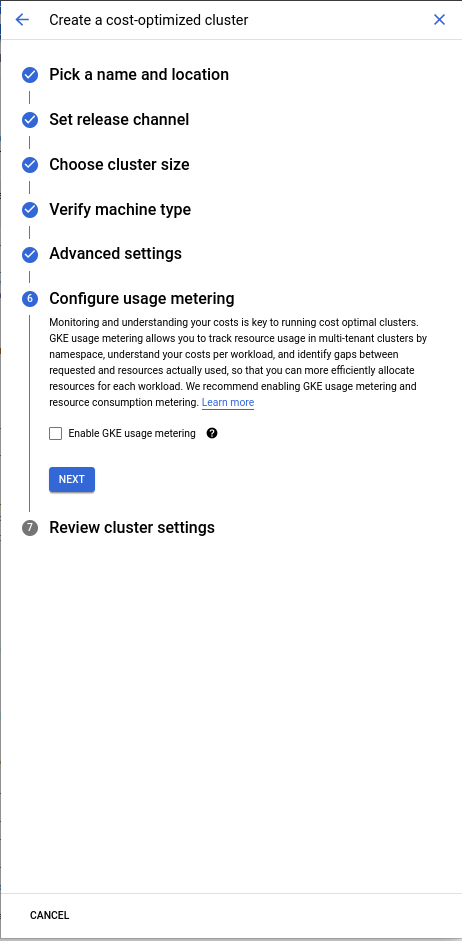 Create a cost-optimized cluster
Pick a name and location
Set release channel
Choose cluster size
Verify machine type
Advanced settings
6 Configure usage metering
Monitoring and understanding your costs is key to running cost optimal clusters.
GKE usage metering allows you to track resource usage in multi-tenant clusters by
namespace, understand your costs per workload, and identify gaps between
requested and resources actually used, so that you can more efficiently allocate
resources for each workload. We recommend enabling GKE usage metering and
resource consumption metering. Learn more
Enable GKE usage metering ?
NEXT
7 Review cluster settings
CANCEL